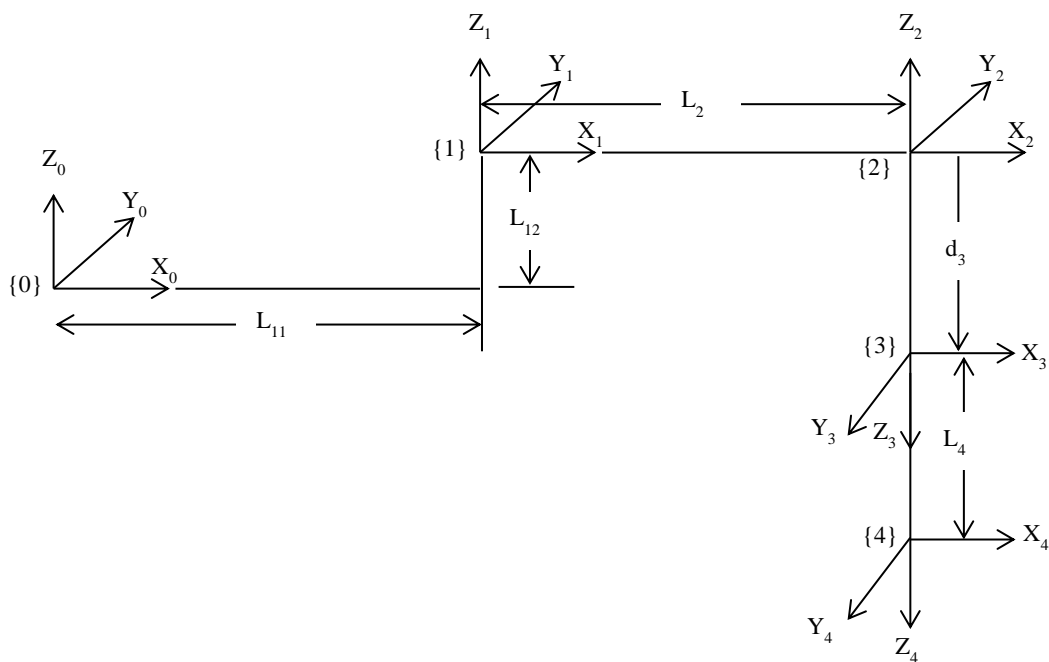 Z₁
Z₂
Y₁
Y₂
L₂
X₁
X₂
{1}
{2}
Z₀
Y₀
L₁₂
d₃
X₀
{0}
L₁₁
{3}
X₃
Y₃
Z₃
L₄
{4}
X₄
Y₄
Z₄